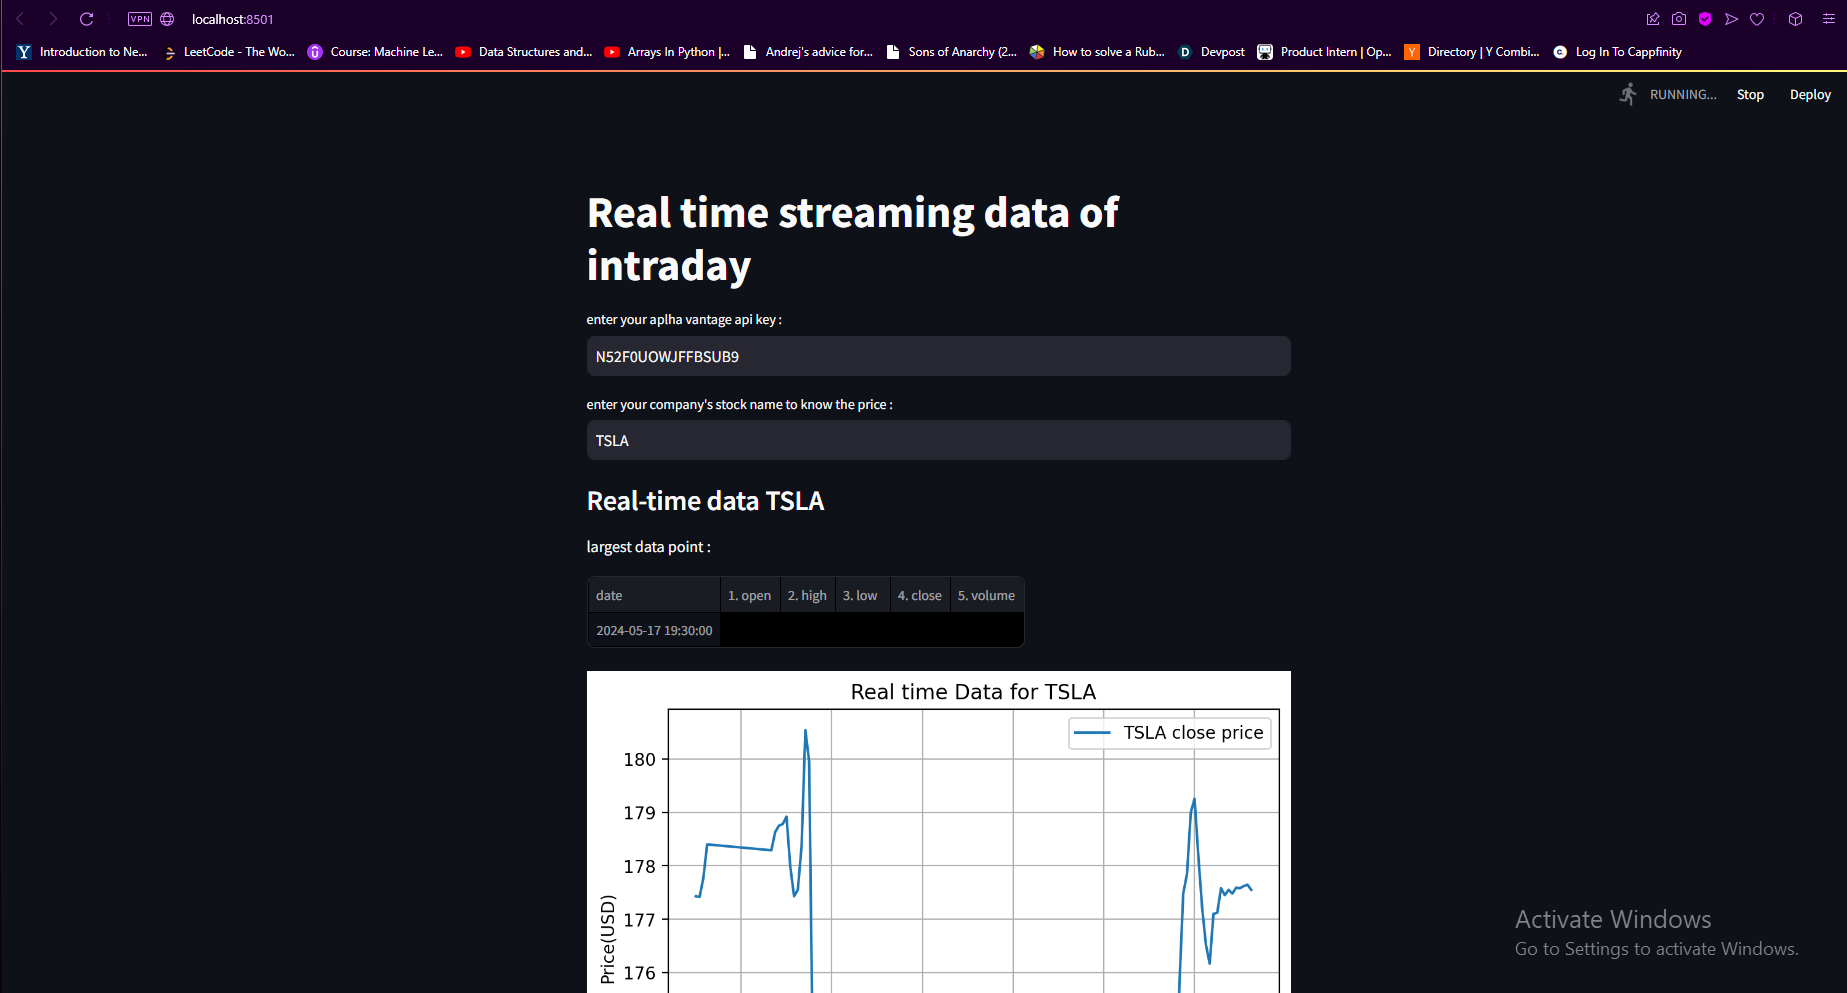 VPN localhost:8501
Introduction to Ne... LeetCode - The Wo... Course: Machine Le... Data Structures and... Arrays In Python |... Andrej's advice for... Sons of Anarchy (2... How to solve a Rub... Devpost Product Intern | Op... Directory | Y Combi... Log In To Cappfinity
RUNNING... Stop Deploy
Real time streaming data of
intraday
enter your aplha vantage api key :
N52F0UOWJFFBSUB9
enter your company's stock name to know the price :
TSLA
Real-time data TSLA
largest data point :
date 1. open 2. high 3. low 4. close 5. volume
2024-05-17 19:30:00
Real time Data for TSLA
TSLA close price
180
179
178
177
176
Price(USD)
Activate Windows
Go to Settings to activate Windows.